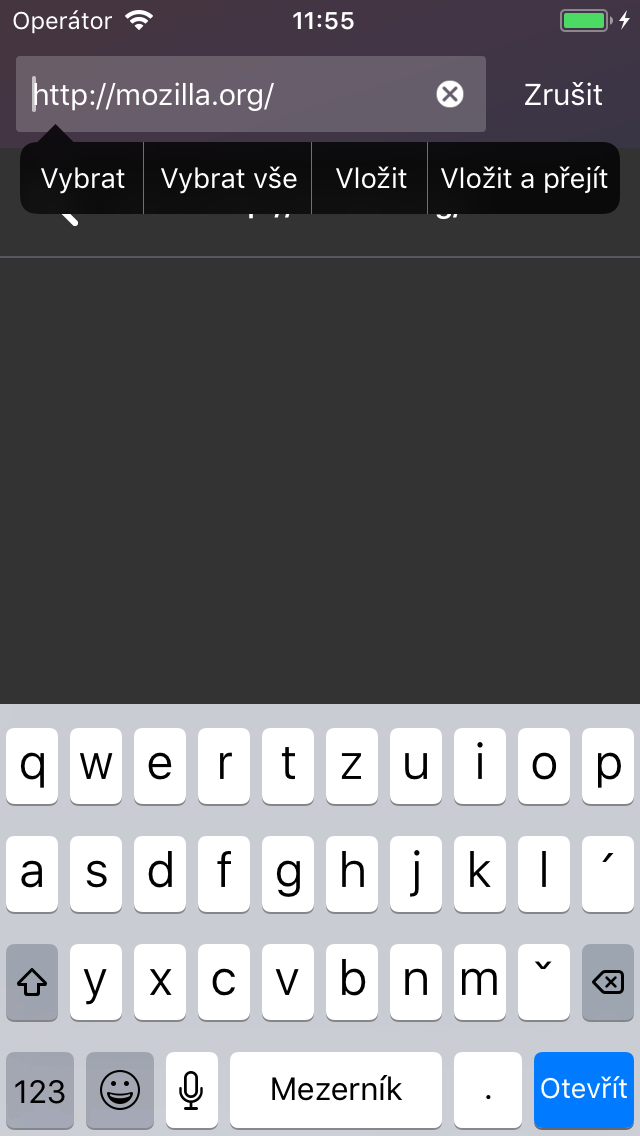 Operátor 11:55
http://mozilla.org/ Zrušit
Vybrat Vybrat vše Vložit Vložit a přejít
q w e r t z u i o p
a s d f g h j k l ´
y x c v b n m ˇ
123 Mezerník . Otevřít